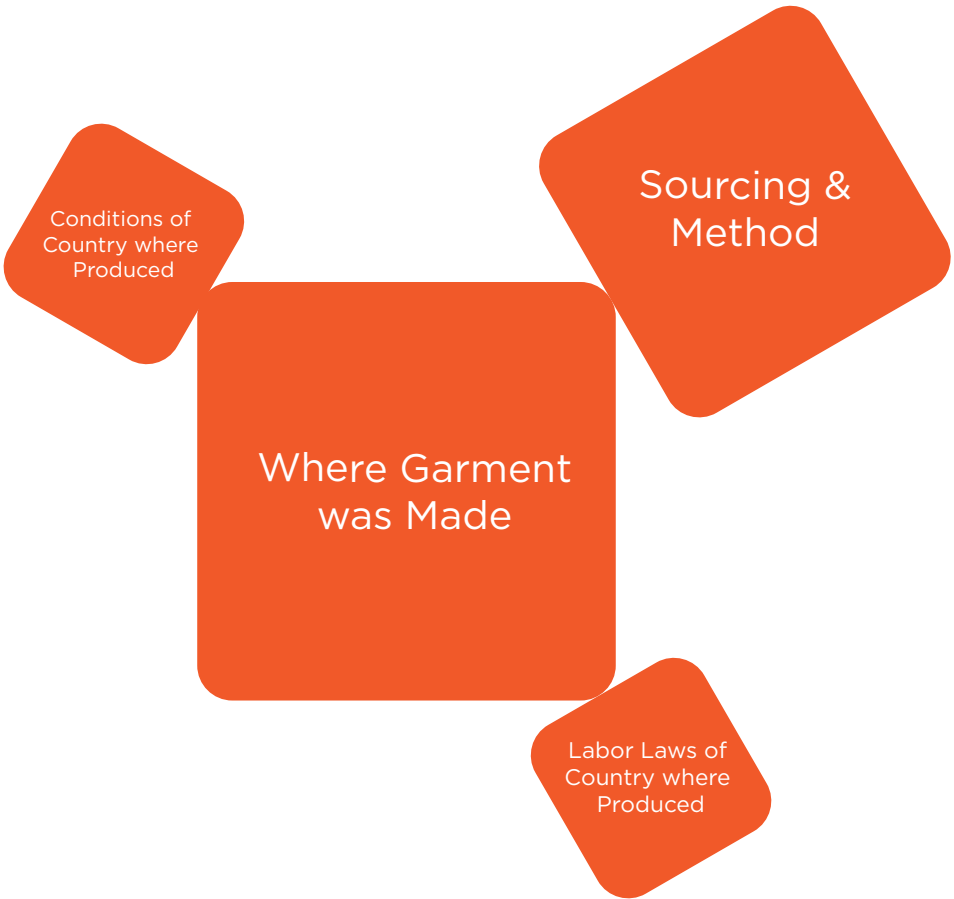 Sourcing &
Method
Conditions of
Country where
Produced
Where Garment
was Made
Labor Laws of
Country where
Produced